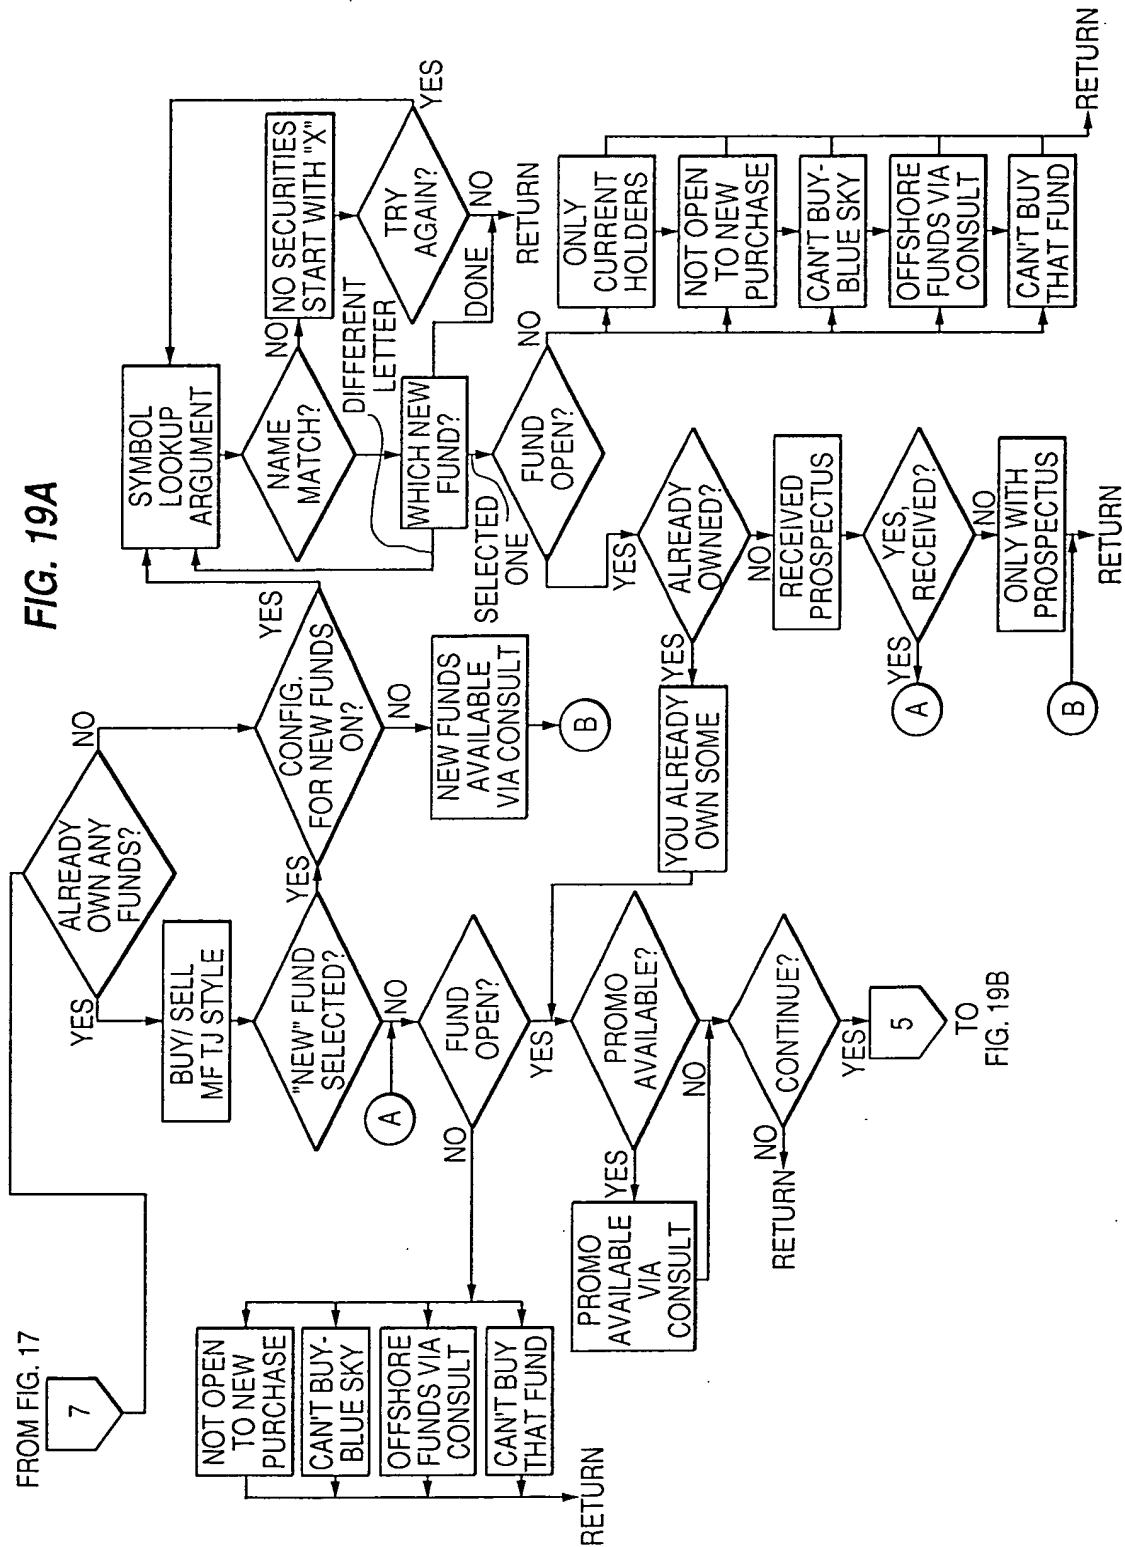 FIG. 19A
FROM FIG. 17
7
ALREADY
OWN ANY
FUNDS?
YES
NO
BUY/ SELL
MF TJ STYLE
"NEW" FUND
SELECTED?
YES
NO
A
CONFIG.
FOR NEW FUNDS
ON?
YES
NO
NEW FUNDS
AVAILABLE
VIA CONSULT
B
SYMBOL
LOOKUP
ARGUMENT
NAME
MATCH?
NO
NO SECURITIES
START WITH "X"
TRY
AGAIN?
YES
NO
RETURN
DIFFERENT
LETTER
WHICH NEW
FUND?
DONE
SELECTED
ONE
FUND
OPEN?
NO
YES
ONLY
CURRENT
HOLDERS
NOT OPEN
TO NEW
PURCHASE
CAN'T BUY-
BLUE SKY
OFFSHORE
FUNDS VIA
CONSULT
CAN'T BUY
THAT FUND
RETURN
ALREADY
OWNED?
YES
NO
YOU ALREADY
OWN SOME
RECEIVED
PROSPECTUS
YES,
RECEIVED?
YES
A
NO
ONLY WITH
PROSPECTUS
B
RETURN
FUND
OPEN?
NO
YES
NOT OPEN
TO NEW
PURCHASE
CAN'T BUY-
BLUE SKY
OFFSHORE
FUNDS VIA
CONSULT
CAN'T BUY
THAT FUND
RETURN
PROMO
AVAILABLE?
YES
NO
PROMO
AVAILABLE
VIA
CONSULT
CONTINUE?
NO
RETURN
YES
5
TO
FIG. 19B